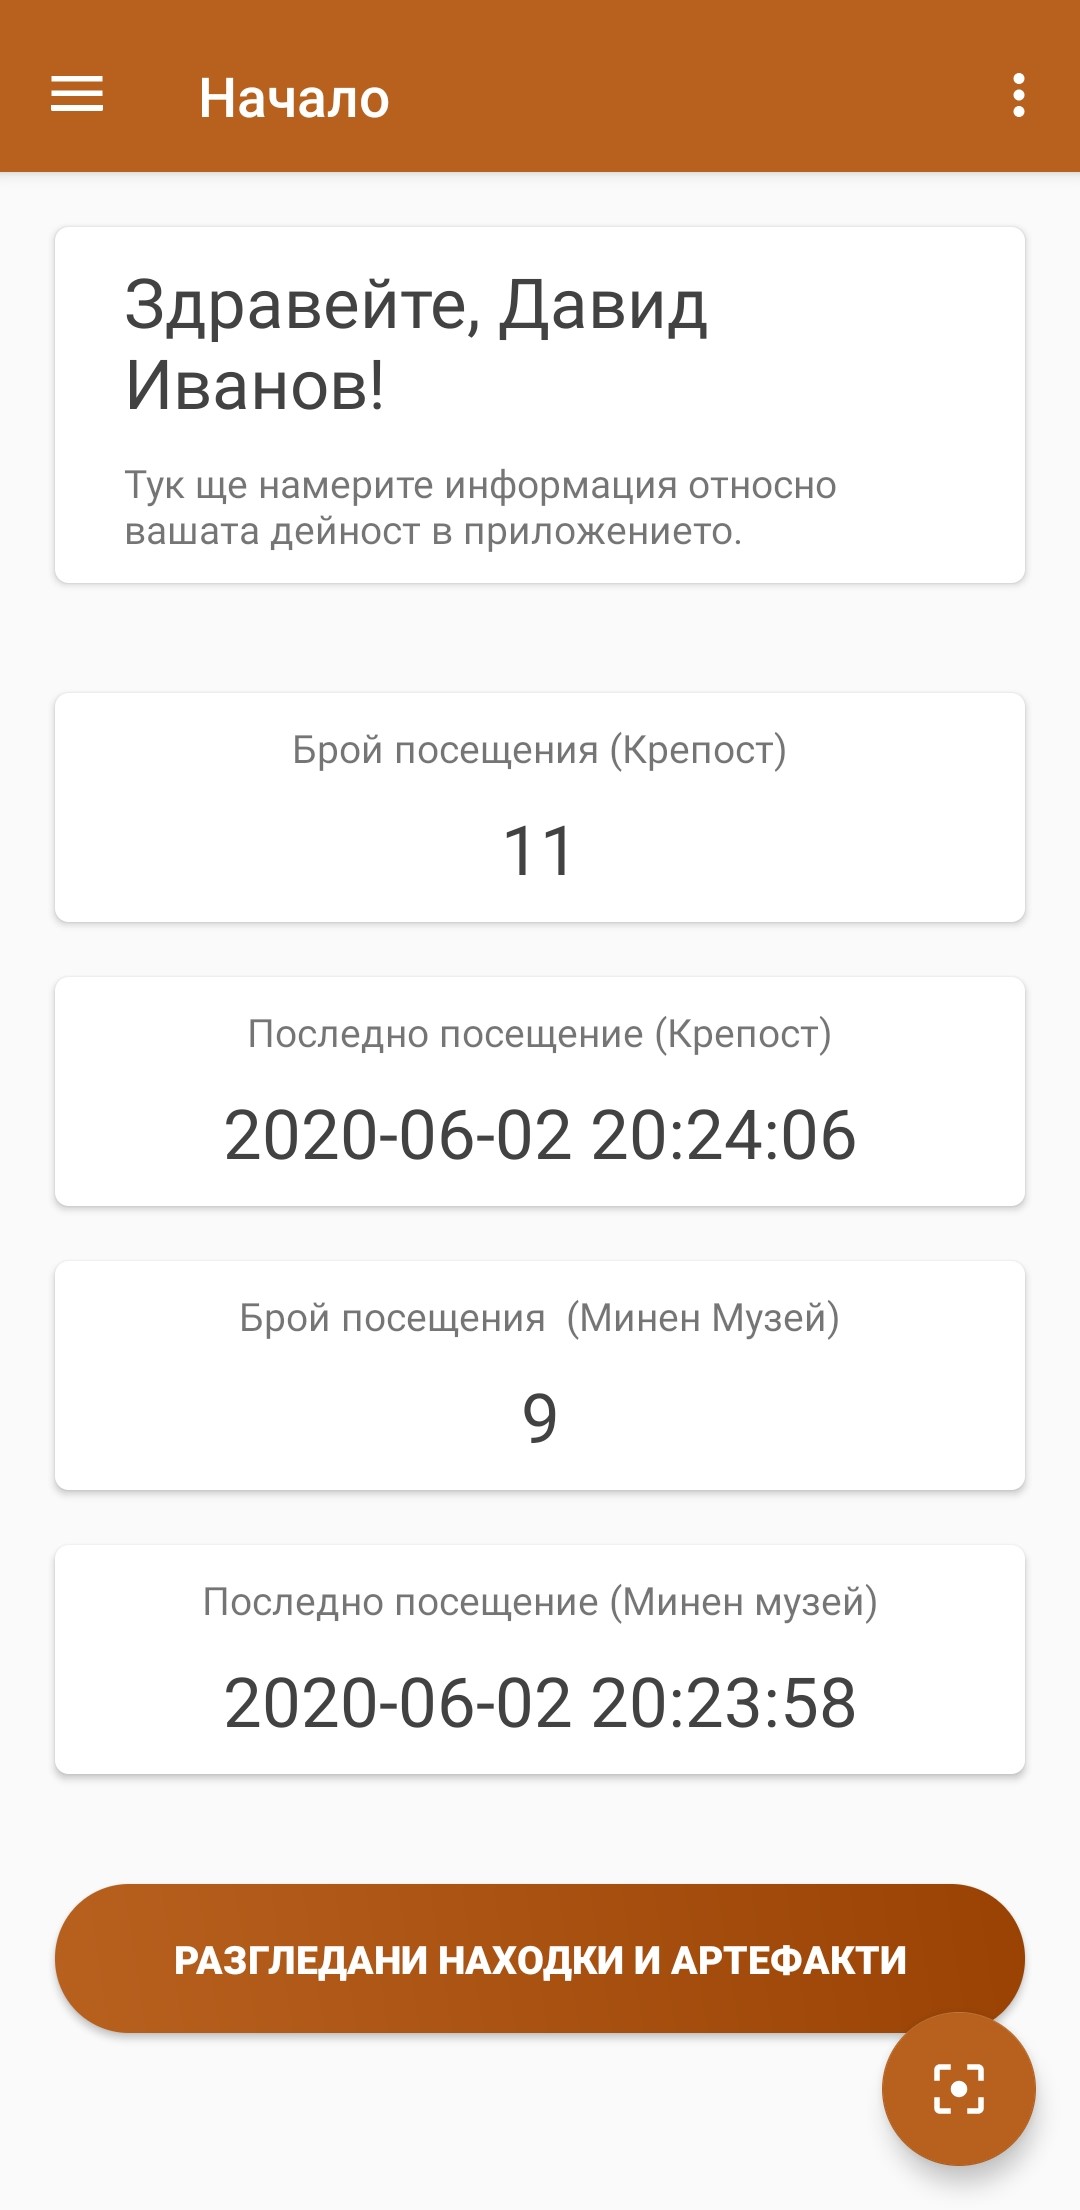 Начало
Здравейте, Давид
Иванов!
Тук ще намерите информация относно
вашата дейност в приложението.
Брой посещения (Крепост)
11
Последно посещение (Крепост)
2020-06-02 20:24:06
Брой посещения  (Минен Музей)
9
Последно посещение (Минен музей)
2020-06-02 20:23:58
РАЗГЛЕДАНИ НАХОДКИ И АРТЕФАКТИ